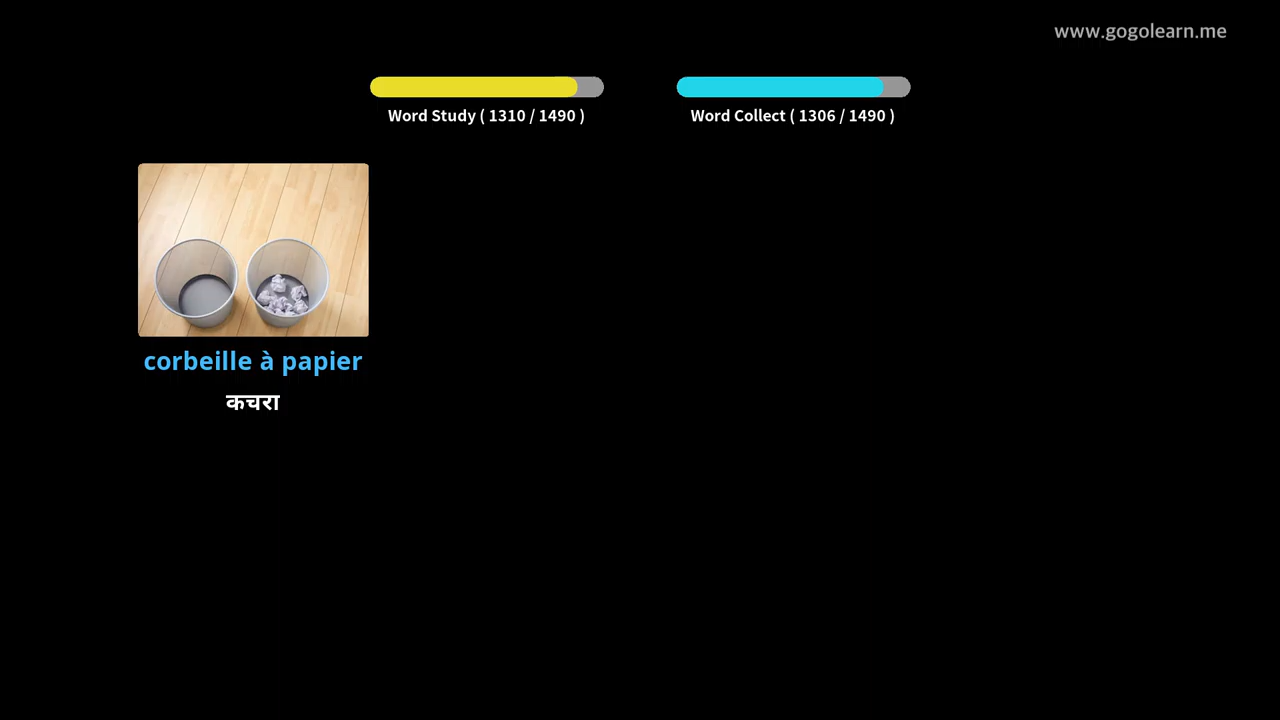 www.gogolearn.me
Word Study ( 1310 / 1490 )
Word Collect ( 1306 / 1490 )
corbeille à papier
कचरा